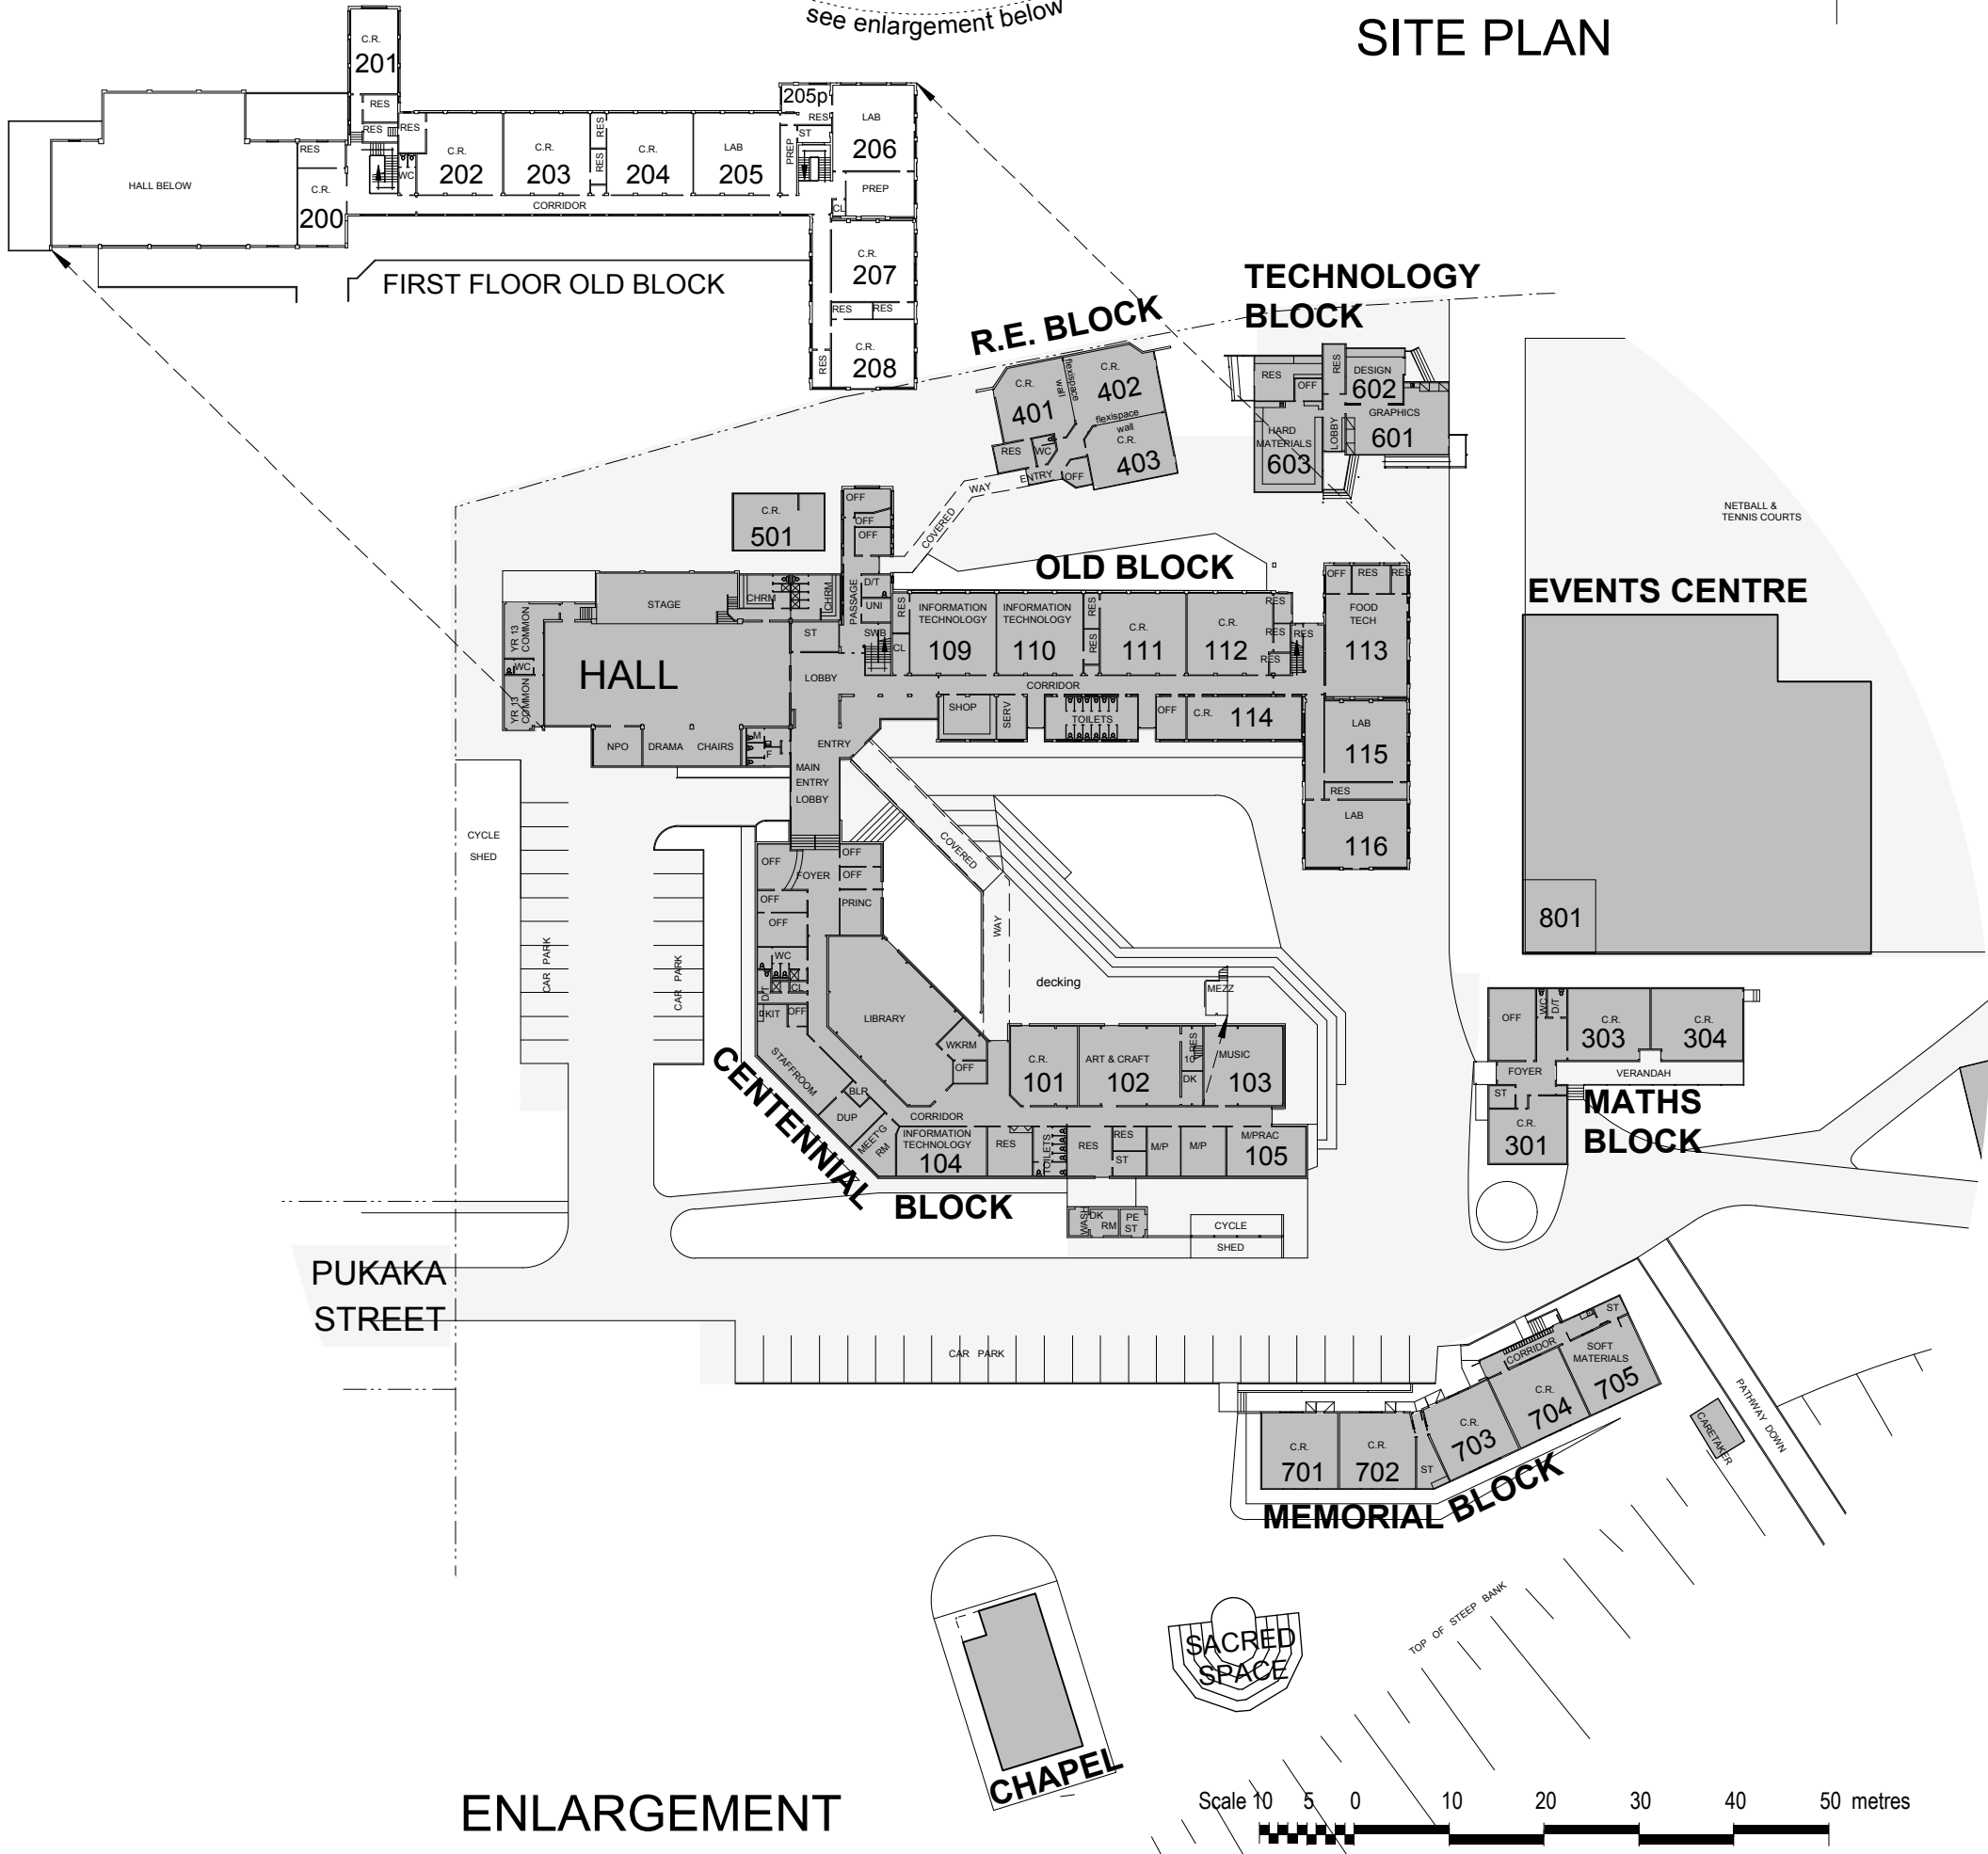 see enlargement below
SITE PLAN
C.R.
201
RES
RES
RES
HALL BELOW
RES
C.R.
200
WC
C.R.
202
C.R.
203
RES
RES
C.R.
204
LAB
205
PREP
205p
RES
ST
LAB
206
PREP
CL
CORRIDOR
C.R.
207
RES
RES
C.R.
208
RES
FIRST FLOOR OLD BLOCK
R.E. BLOCK
C.R.
401
flexispace
wall
C.R.
402
flexispace
wall
C.R.
403
RES
WC
ENTRY
OFF
COVERED
WAY
TECHNOLOGY
BLOCK
RES
OFF
RES
DESIGN
602
GRAPHICS
601
LOBBY
HARD
MATERIALS
603
NETBALL &
TENNIS COURTS
EVENTS CENTRE
801
C.R.
501
OLD BLOCK
OFF
OFF
OFF
PASSAGE
D/T
UNI
SWB
RES
CL
INFORMATION
TECHNOLOGY
109
INFORMATION
TECHNOLOGY
110
RES
RES
C.R.
111
C.R.
112
RES
RES
RES
RES
OFF
RES
RES
FOOD
TECH
113
LAB
115
RES
LAB
116
CORRIDOR
SHOP
SERV
TOILETS
OFF
C.R.
114
STAGE
CHRM
CHRM
YR 13
COMMON
WC
YR 13
COMMON
HALL
ST
LOBBY
NPO
DRAMA
CHAIRS
M
F
ENTRY
MAIN
ENTRY
LOBBY
CYCLE
SHED
CAR PARK
CAR PARK
COVERED
WAY
decking
OFF
FOYER
OFF
OFF
PRINC
OFF
OFF
WC
D/T
CL
KIT
OFF
LIBRARY
WKRM
OFF
STAFFROOM
BLR
DUP
MEET'G
RM
CORRIDOR
INFORMATION
TECHNOLOGY
104
RES
TOILETS
RES
RES
ST
M/P
M/P
M/PRAC
105
C.R.
101
ART & CRAFT
102
RES
10
DK
MUSIC
103
MEZZ
CENTENNIAL
BLOCK
WASH
DK
RM
PE
ST
CYCLE
SHED
OFF
WC
D/T
C.R.
303
C.R.
304
FOYER
VERANDAH
ST
C.R.
301
MATHS
BLOCK
PUKAKA
STREET
CAR PARK
C.R.
701
C.R.
702
ST
C.R.
703
C.R.
704
SOFT
MATERIALS
705
CORRIDOR
ST
MEMORIAL BLOCK
CARETAKER
PATHWAY DOWN
TOP OF STEEP BANK
SACRED
SPACE
CHAPEL
ENLARGEMENT
Scale 10 5 0 10 20 30 40 50 metres